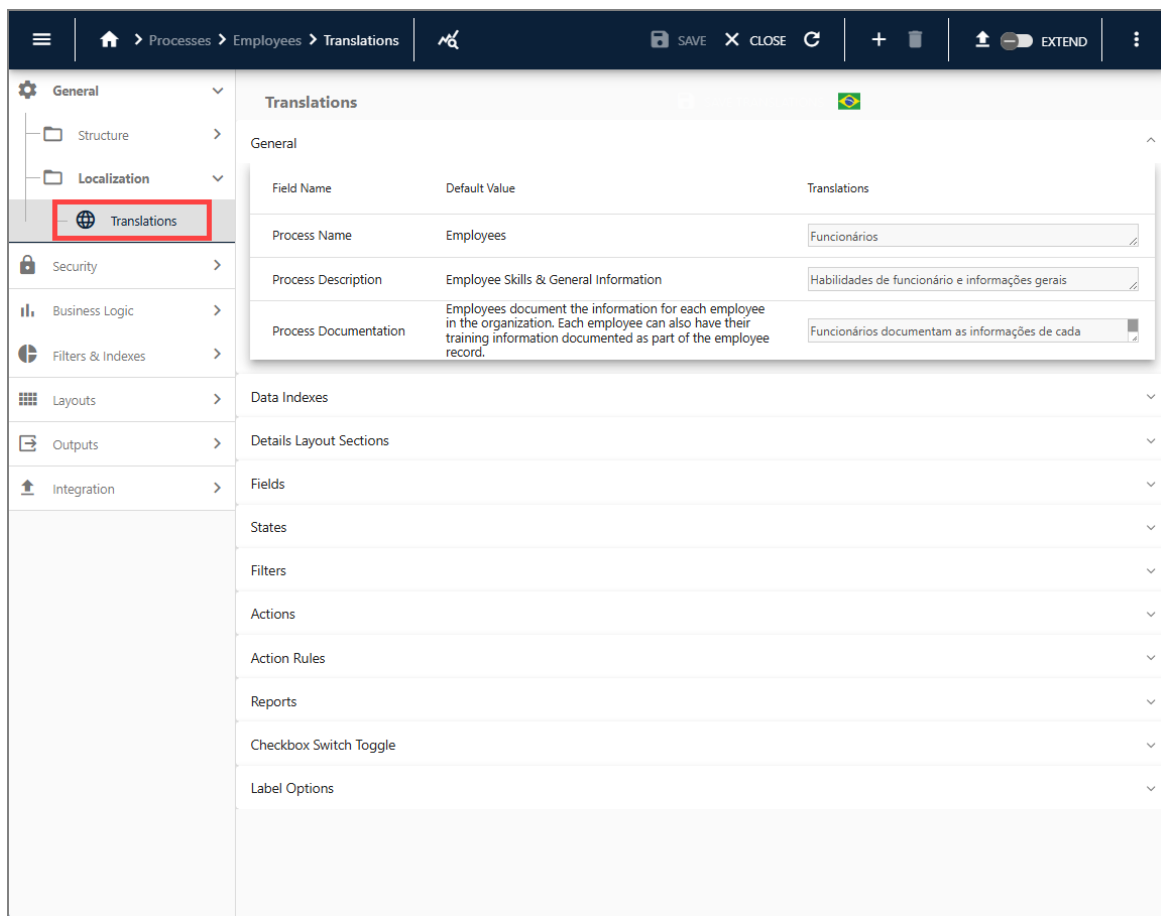 Processes Employees Translations SAVE CLOSE EXTEND
General
Structure
Localization
Translations
Security
Business Logic
Filters & Indexes
Layouts
Outputs
Integration
Translations
General
Field Name Default Value Translations
Process Name Employees Funcionários
Process Description Employee Skills & General Information Habilidades de funcionário e informações gerais
Process Documentation
Employees document the information for each employee
in the organization. Each employee can also have their
training information documented as part of the employee
record.
Funcionários documentam as informações de cada
Data Indexes
Details Layout Sections
Fields
States
Filters
Actions
Action Rules
Reports
Checkbox Switch Toggle
Label Options